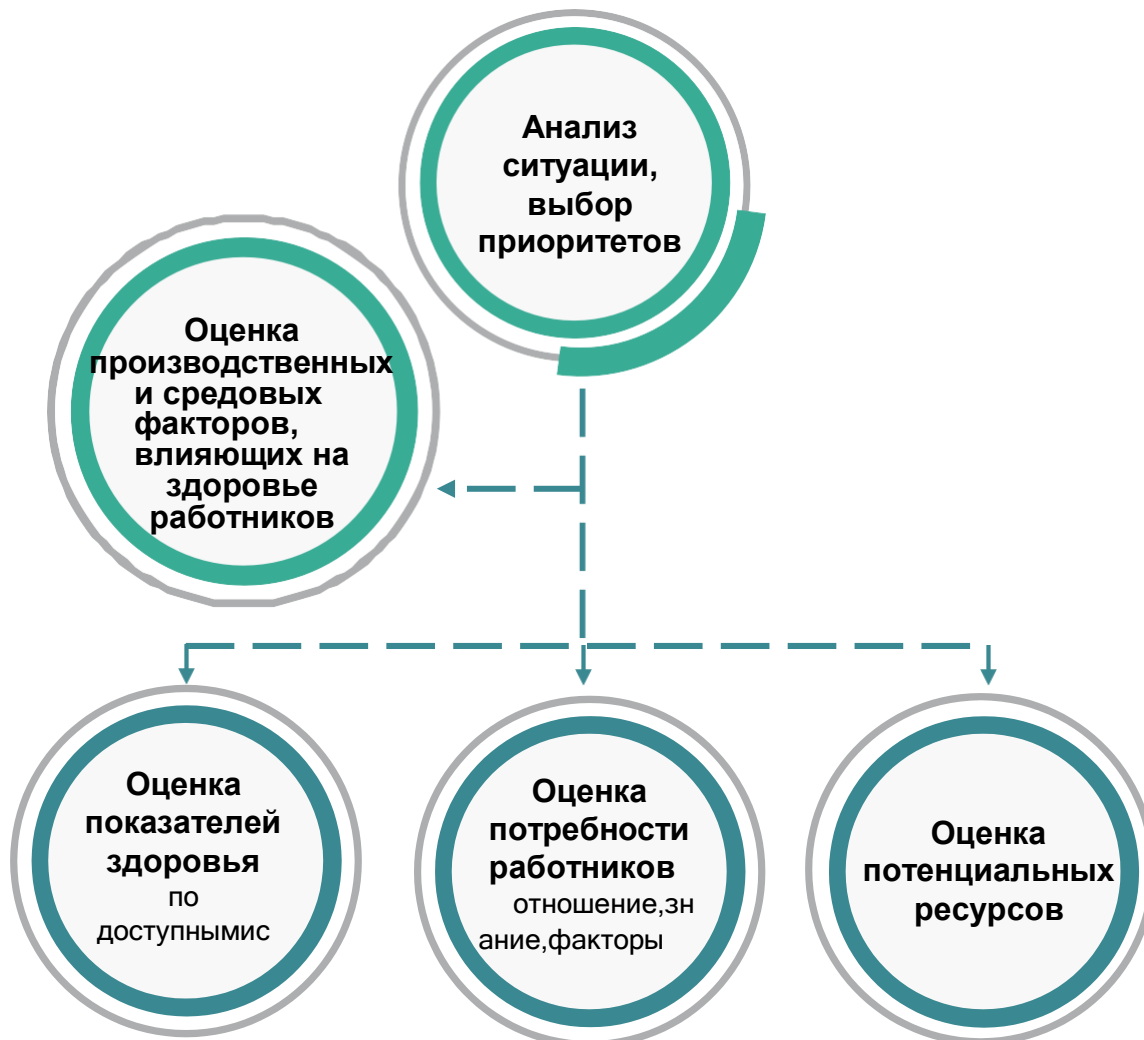 Анализ
ситуации,
выбор
приоритетов
Оценка
производственных
и средовых
факторов,
влияющих на
здоровье
работников
Оценка
показателей
здоровья
по
доступнымис
Оценка
потребности
работников
отношение,зн
ание,факторы
Оценка
потенциальных
ресурсов